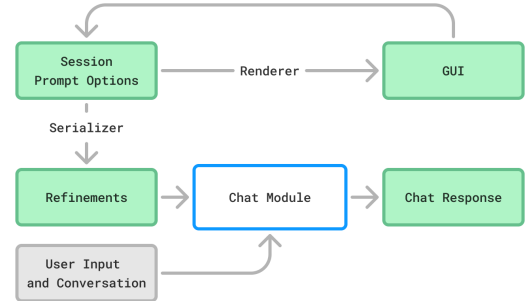 Session
Prompt Options
Renderer
GUI
Serializer
Refinements
Chat Module
Chat Response
User Input
and Conversation